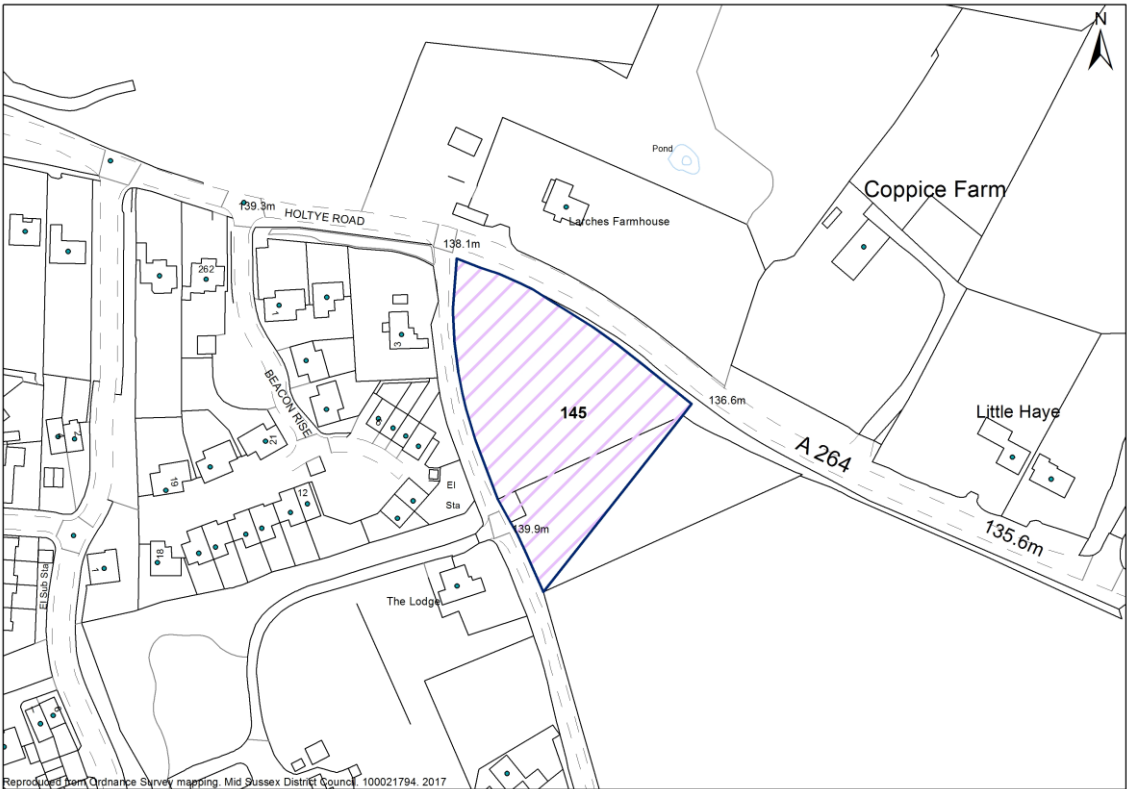 N
Pond
Coppice Farm
139.3m
HOLTYE ROAD
Larches Farmhouse
138.1m
262
1
3
BEACON RISE
145
136.6m
Little Haye
A 264
2
21
19
El
Sta
12
139.9m
135.6m
18
1
El Sub Sta
The Lodge
Reproduced from Ordnance Survey mapping. Mid Sussex District Council. 100021794. 2017